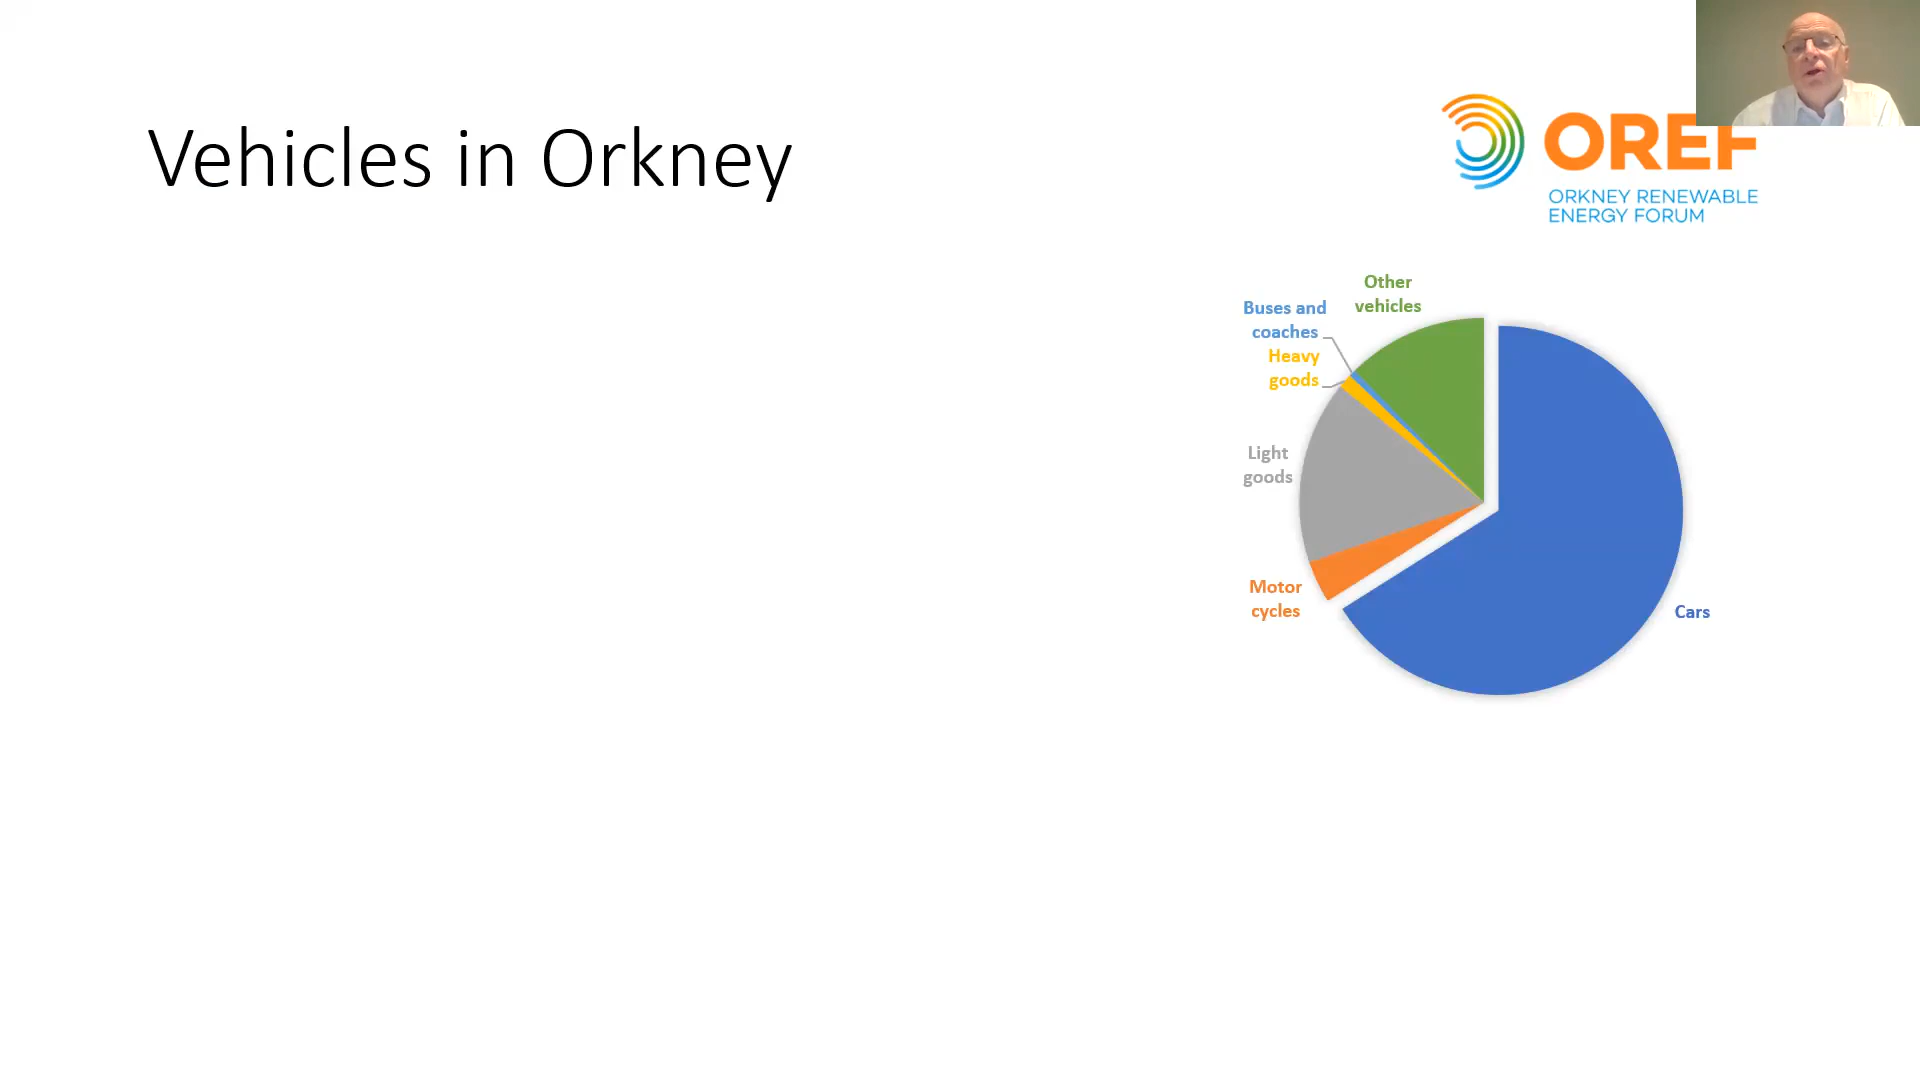 Vehicles in Orkney
OREF
ORKNEY RENEWABLE
ENERGY FORUM
Other
vehicles
Buses and
coaches
Heavy
goods
Light
goods
Motor
cycles
Cars